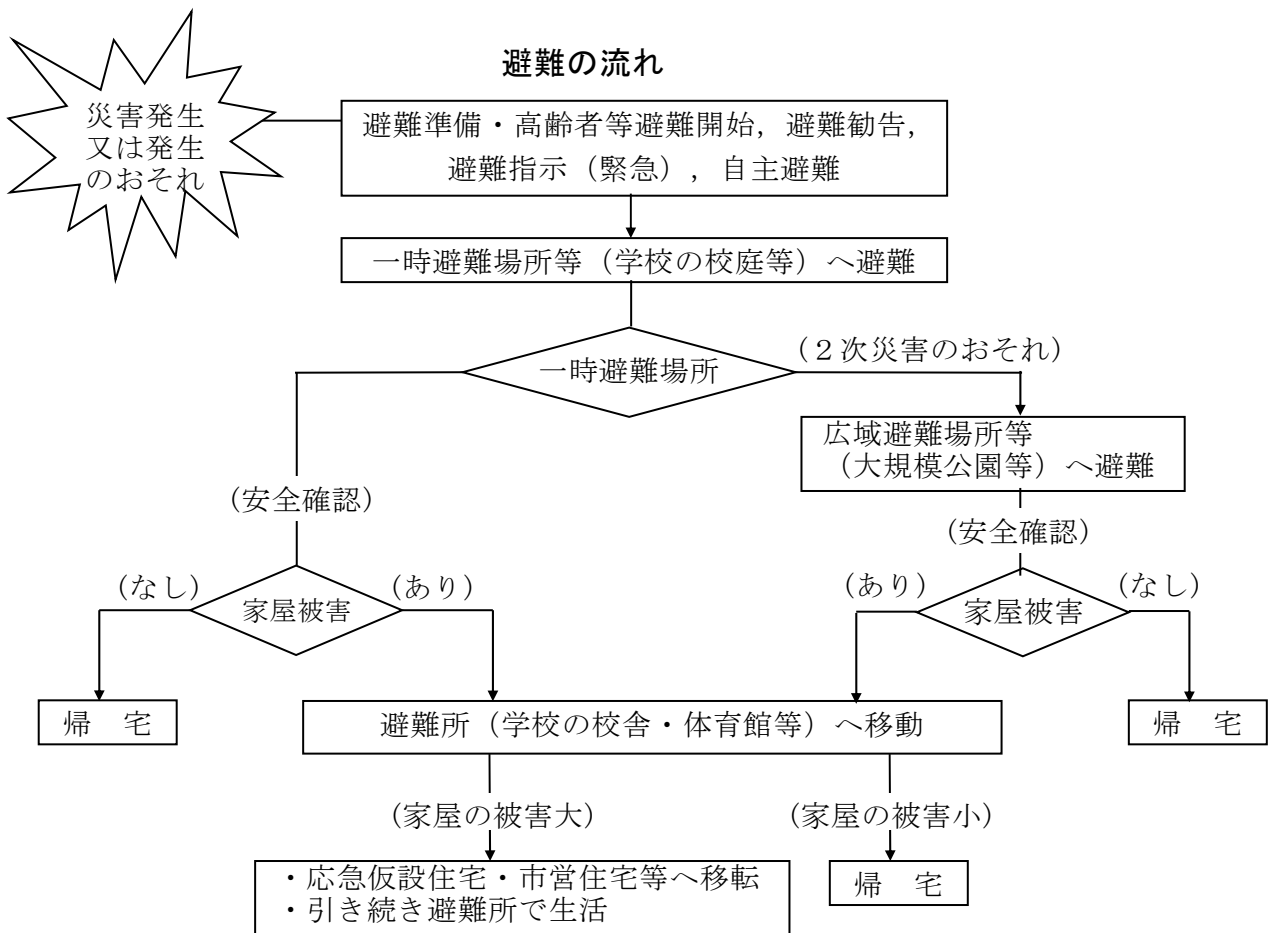 避難の流れ
災害発生
又は発生
のおそれ
避難準備・高齢者等避難開始，避難勧告，
避難指示（緊急），自主避難
一時避難場所等（学校の校庭等）へ避難
一時避難場所
（２次災害のおそれ）
広域避難場所等
（大規模公園等）へ避難
（安全確認）
（安全確認）
（なし）
家屋被害
（あり）
（あり）
家屋被害
（なし）
帰　宅
避難所（学校の校舎・体育館等）へ移動
帰　宅
（家屋の被害大）
（家屋の被害小）
・応急仮設住宅・市営住宅等へ移転
・引き続き避難所で生活
帰　宅